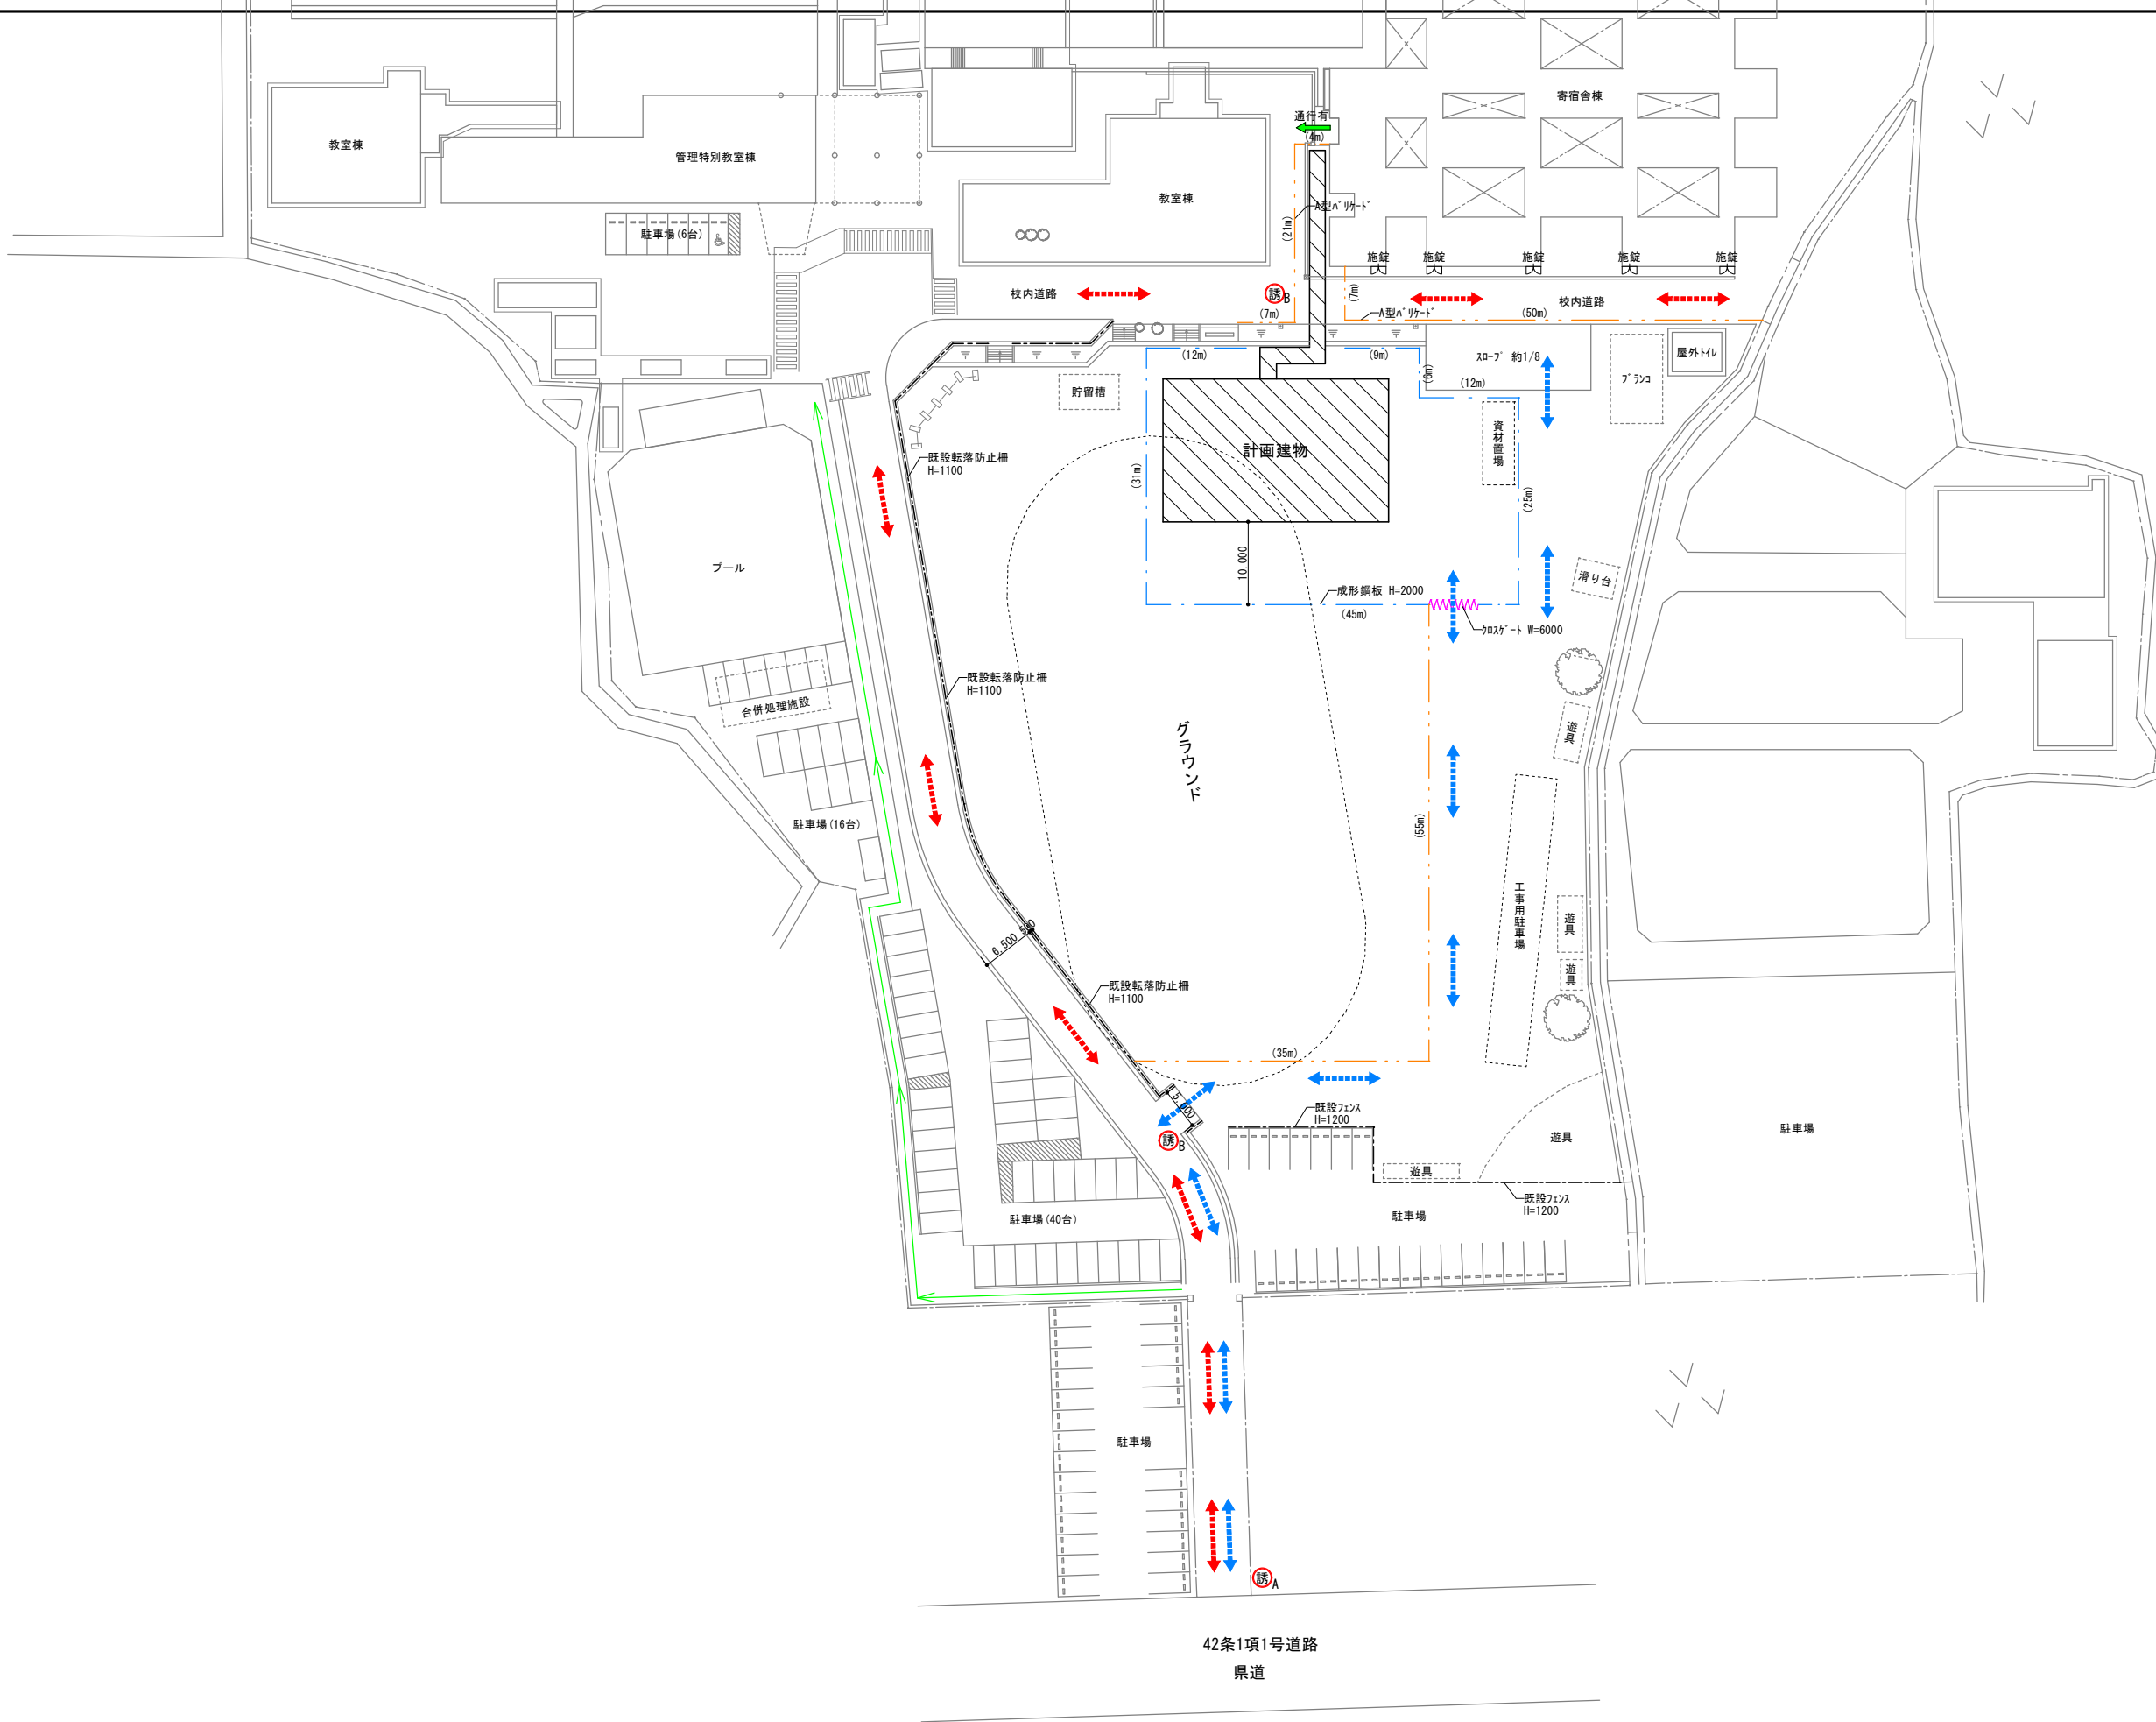 通行有
(4m)
寄宿舎棟
教室棟
管理特別教室棟
教室棟
A型ﾊﾞﾘｹｰﾄﾞ
(21m)
駐車場(6台)
施錠
施錠
施錠
施錠
施錠
校内道路
誘B
(7m)
(7m)
校内道路
A型ﾊﾞﾘｹｰﾄﾞ
(50m)
(12m)
(9m)
(6m)
ｽﾛｰﾌﾟ 約1/8
(12m)
ﾌﾞﾗﾝｺ
屋外ﾄｲﾚ
貯留槽
計画建物
資材置場
既設転落防止柵
H=1100
(31m)
(25m)
10,000
プール
滑り台
成形鋼板 H=2000
(45m)
ｸﾛｽｹﾞｰﾄ W=6000
既設転落防止柵
H=1100
合併処理施設
グラウンド
遊具
駐車場(16台)
(55m)
工事用駐車場
遊具
6,500
500
遊具
既設転落防止柵
H=1100
(35m)
5,000
既設ﾌｪﾝｽ
H=1200
誘B
遊具
駐車場
遊具
既設ﾌｪﾝｽ
H=1200
駐車場(40台)
駐車場
駐車場
誘A
42条1項1号道路
県道